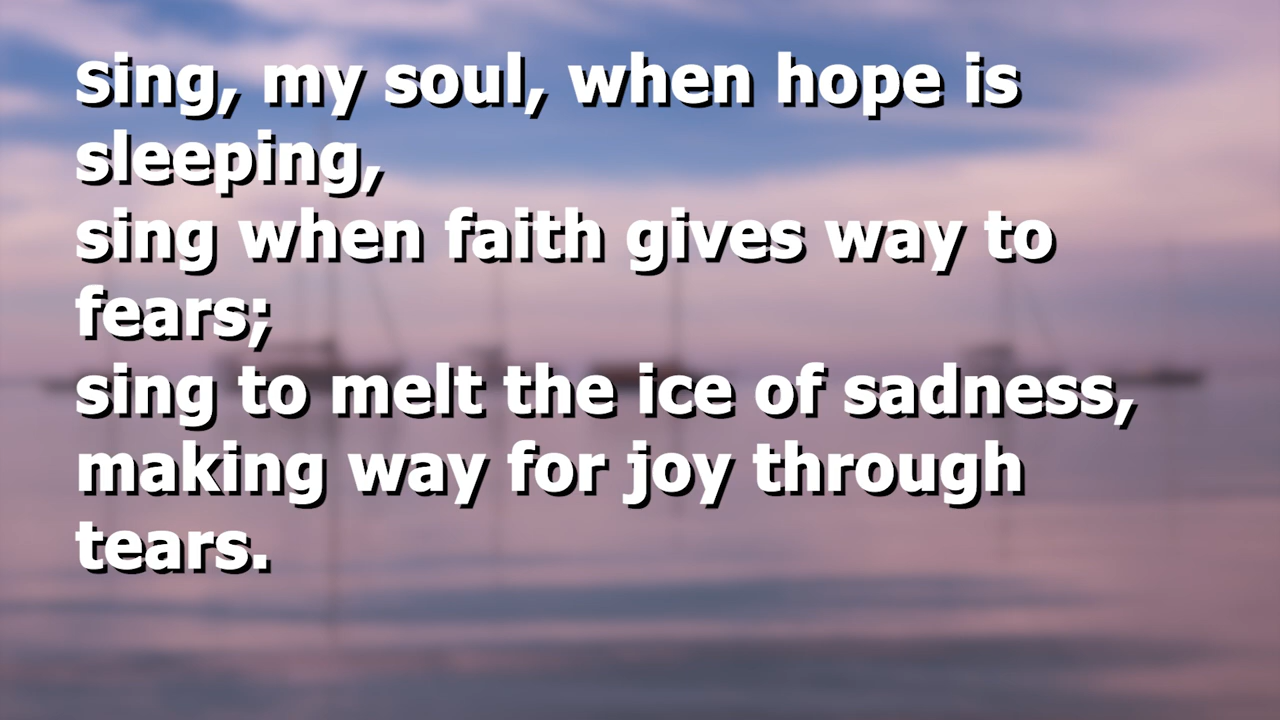 Sing, my soul, when hope is
sleeping,
sing when faith gives way to
fears;
sing to melt the ice of sadness,
making way for joy through
tears.